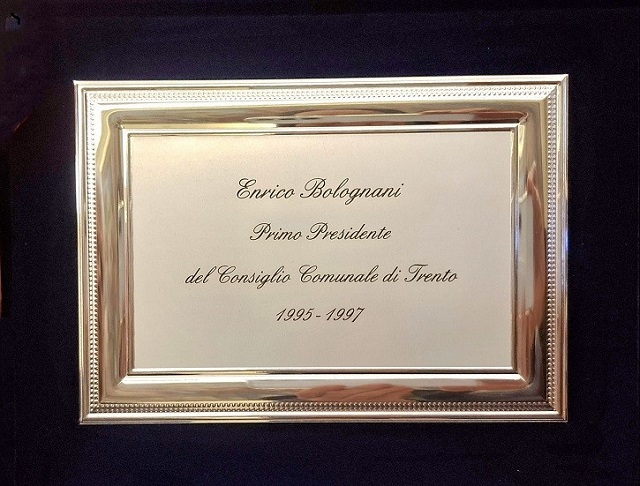 Enrico Bolognani
Primo Presidente
del Consiglio Comunale di Trento
1995 - 1997